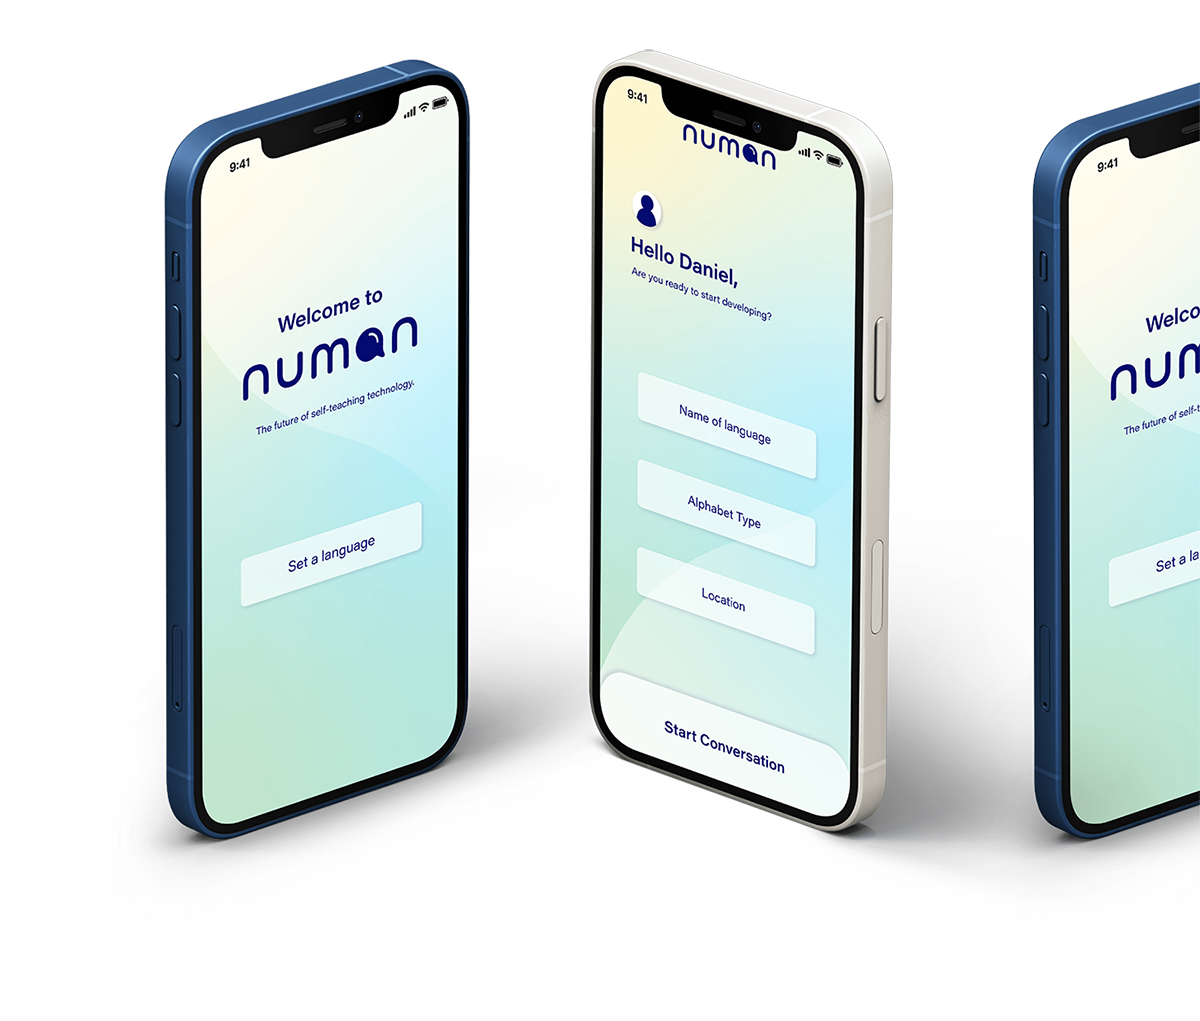 9:41
Welcome to
numan
The future of self-teaching technology.
Set a language
9:41
numan
Hello Daniel,
Are you ready to start developing?
Name of language
Alphabet Type
Location
Start Conversation
9:41
Welco
num
The future of self-t
Set a la